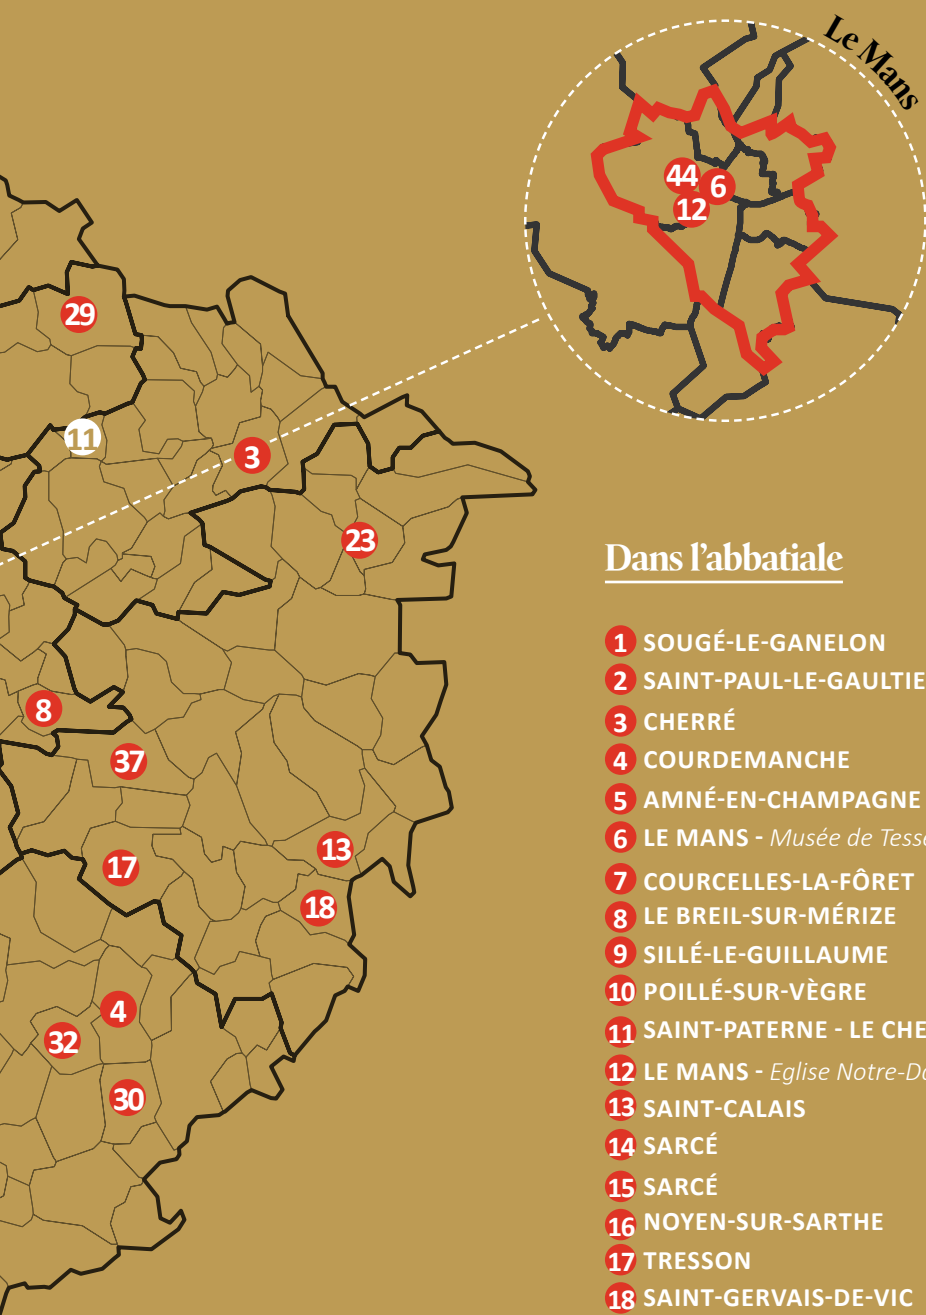 Le Mans
44
6
12
29
11
3
23
8
37
13
17
18
4
32
30
Dans l’abbatiale
1 SOUGÉ-LE-GANELON
2 SAINT-PAUL-LE-GAULTIE
3 CHERRÉ
4 COURDEMANCHE
5 AMNÉ-EN-CHAMPAGNE
6 LE MANS - Musée de Tess
7 COURCELLES-LA-FÔRET
8 LE BREIL-SUR-MÉRIZE
9 SILLÉ-LE-GUILLAUME
10 POILLÉ-SUR-VÈGRE
11 SAINT-PATERNE - LE CHE
12 LE MANS - Eglise Notre-Da
13 SAINT-CALAIS
14 SARCÉ
15 SARCÉ
16 NOYEN-SUR-SARTHE
17 TRESSON
18 SAINT-GERVAIS-DE-VIC